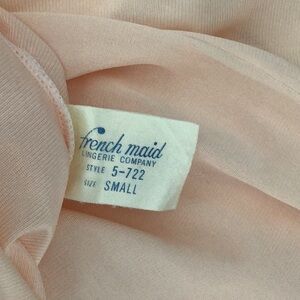 french maid
LINGERIE COMPANY
STYLE 5-722
SIZE SMALL